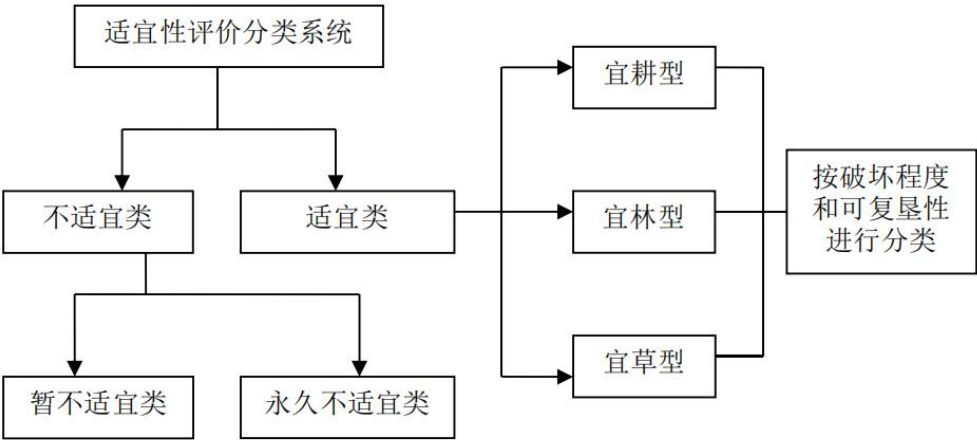 适宜性评价分类系统
不适宜类
适宜类
暂不适宜类
永久不适宜类
宜耕型
宜林型
宜草型
按破坏程度
和可复垦性
进行分类